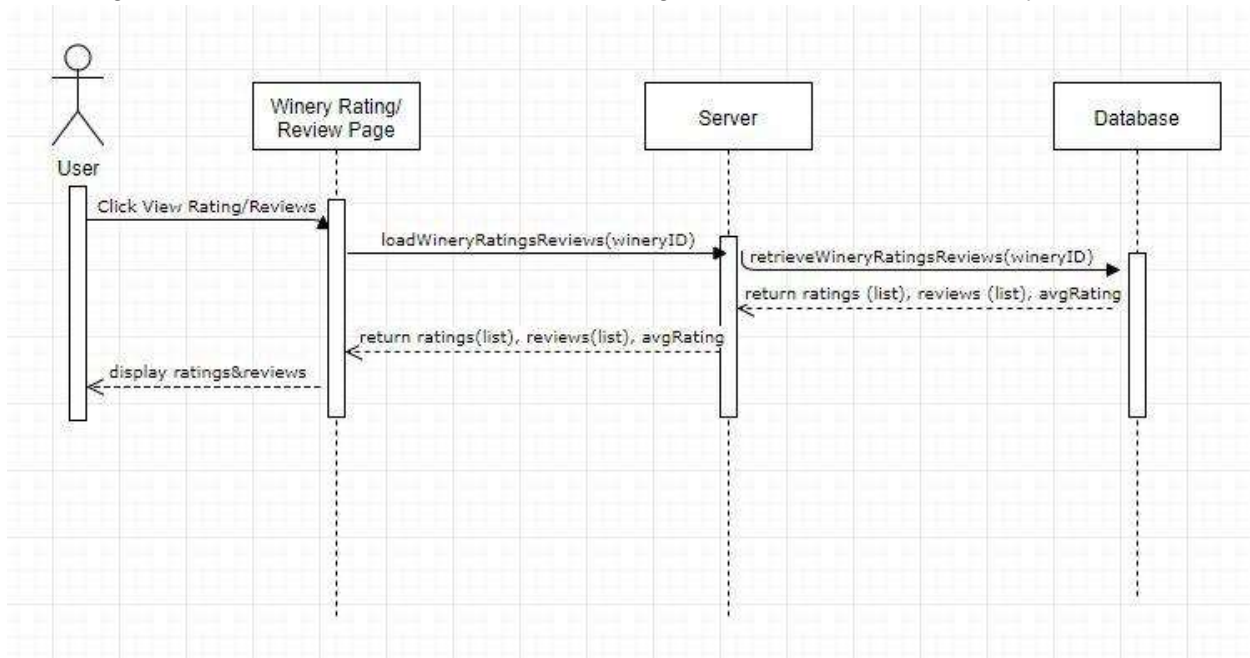 Winery Rating/
Review Page
Server
Database
User
Click View Rating/Reviews
loadWineryRatingsReviews(wineryID)
retrieveWineryRatingsReviews(wineryID)
return ratings (list), reviews (list), avgRating
return ratings(list), reviews(list), avgRating
display ratings&reviews